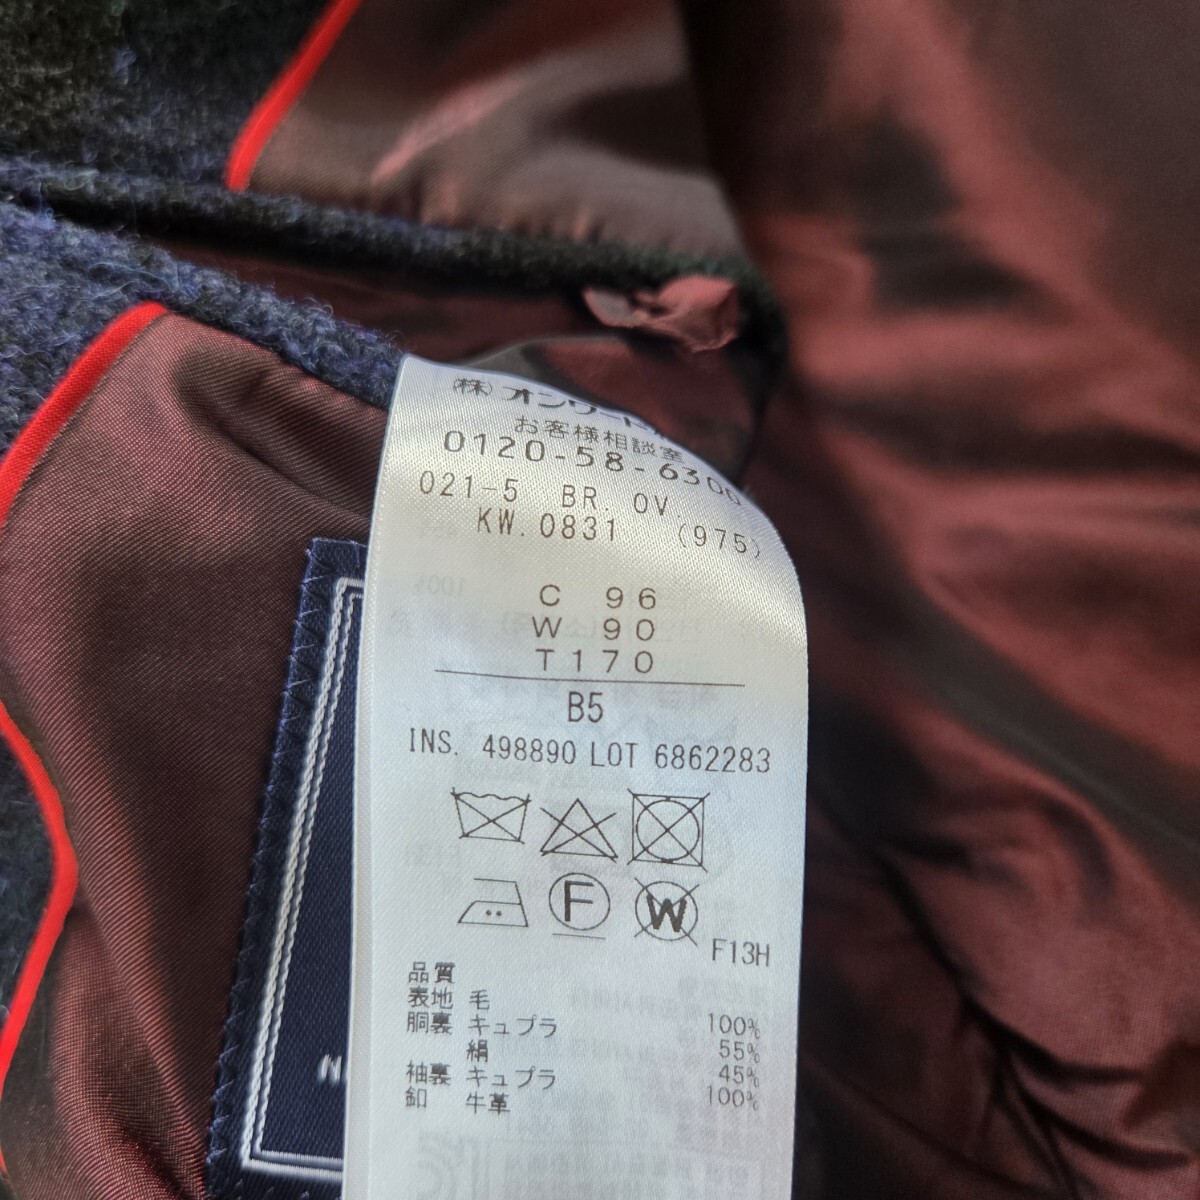 (株)オンワード
お客様相談室
0120-58-6300
021-5 BR. OV.
KW.0831 (975)
C 96
W 90
T170
B5
INS. 498890 LOT 6862283
F
W
F13H
品質
表地 毛 100%
胴裏 キュプラ 55%
絹 45%
袖裏 キュプラ 100%
釦 牛革
N